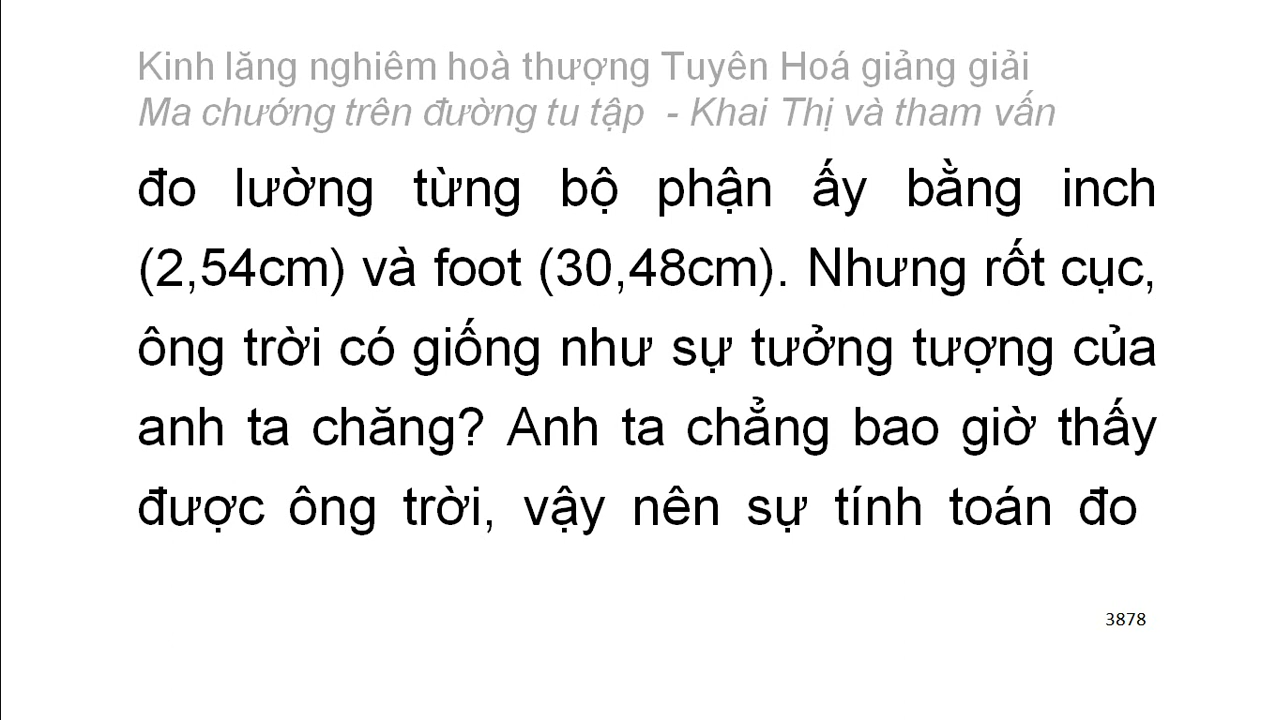 Kinh lăng nghiêm hoà thượng Tuyên Hoá giảng giải
Ma chướng trên đường tu tập - Khai Thị và tham vấn
đo lường từng bộ phận ấy bằng inch
(2,54cm) và foot (30,48cm). Nhưng rốt cục,
ông trời có giống như sự tưởng tượng của
anh ta chăng? Anh ta chẳng bao giờ thấy
được ông trời, vậy nên sự tính toán đo
3878